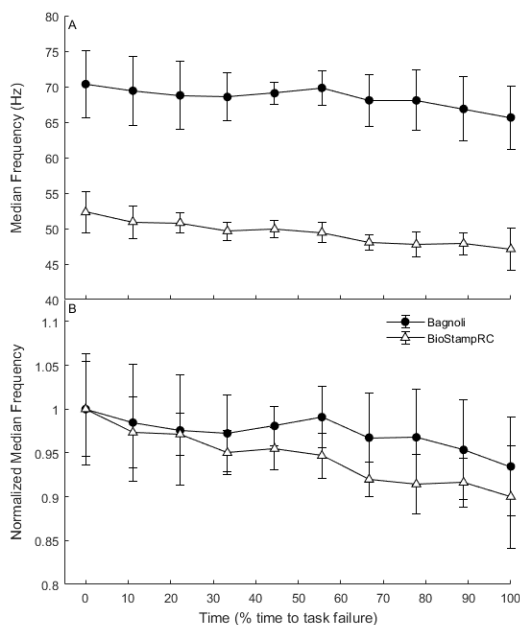 A
80
75
70
65
60
55
50
45
40
Median Frequency (Hz)
B
1.1
1.05
1
0.95
0.9
0.85
0.8
Normalized Median Frequency
Bagnoli
BioStampRC
0 10 20 30 40 50 60 70 80 90 100
Time (% time to task failure)